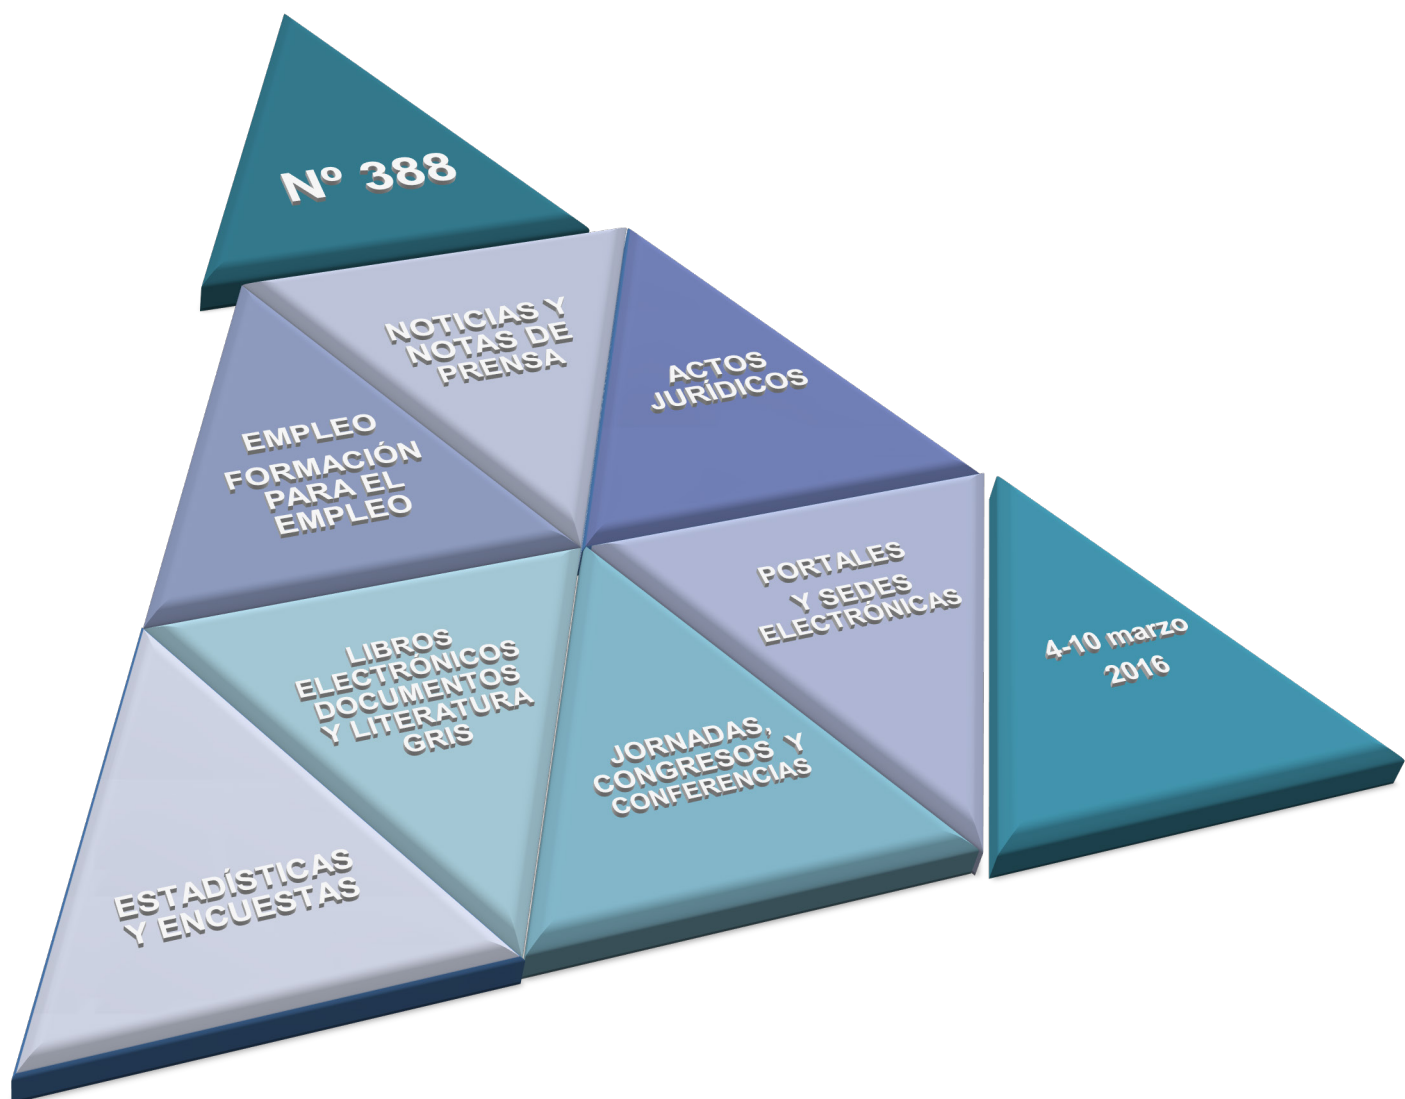 Nº 388
NOTICIAS Y
NOTAS DE
PRENSA
ACTOS
JURÍDICOS
EMPLEO
FORMACIÓN
PARA EL
EMPLEO
PORTALES
Y SEDES
ELECTRÓNICAS
4-10 marzo
2016
LIBROS
ELECTRÓNICOS
DOCUMENTOS
Y LITERATURA
GRIS
JORNADAS,
CONGRESOS Y
CONFERENCIAS
ESTADÍSTICAS
Y ENCUESTAS